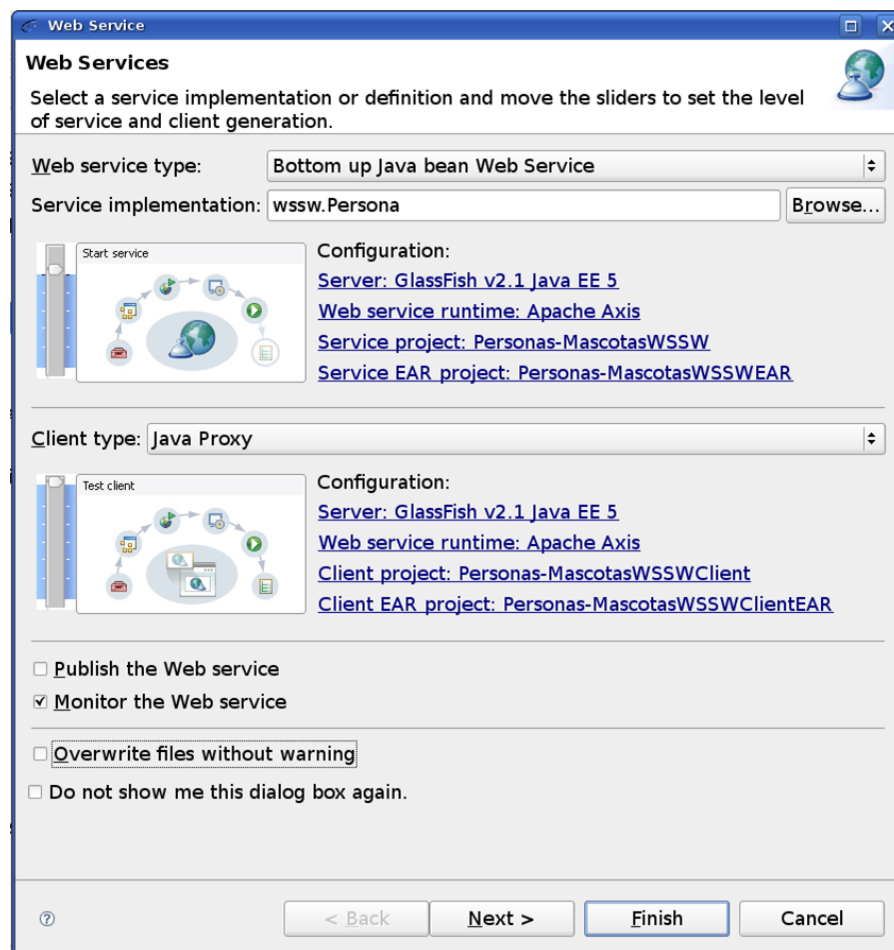 Web Service
Web Services
Select a service implementation or definition and move the sliders to set the level
of service and client generation.
Web service type: Bottom up Java bean Web Service
Service implementation: wssw.Persona Browse...
Start service
Configuration:
Server: GlassFish v2.1 Java EE 5
Web service runtime: Apache Axis
Service project: Personas-MascotasWSSW
Service EAR project: Personas-MascotasWSSWEAR
Client type: Java Proxy
Test client
Configuration:
Server: GlassFish v2.1 Java EE 5
Web service runtime: Apache Axis
Client project: Personas-MascotasWSSWClient
Client EAR project: Personas-MascotasWSSWClientEAR
Publish the Web service
Monitor the Web service
Overwrite files without warning
Do not show me this dialog box again.
? < Back Next > Finish Cancel